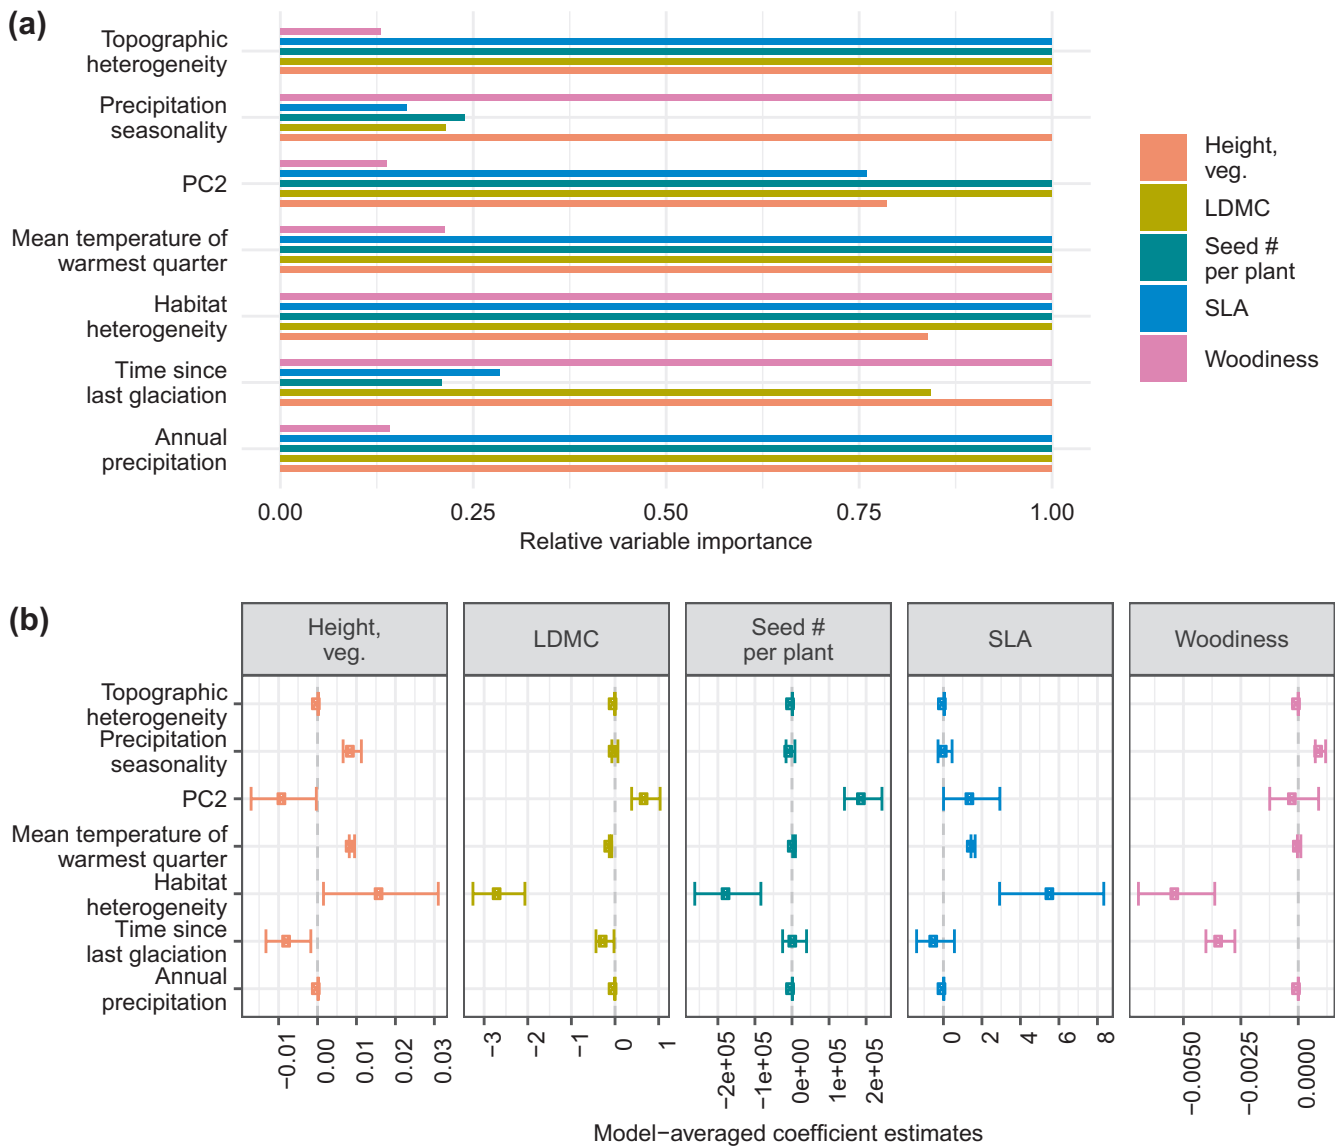 (a)
Topographic
heterogeneity
Precipitation
seasonality
PC2
Mean temperature of
warmest quarter
Habitat
heterogeneity
Time since
last glaciation
Annual
precipitation
0.00 0.25 0.50 0.75 1.00
Relative variable importance
Height,
veg.
LDMC
Seed #
per plant
SLA
Woodiness
(b)
Height,
veg.
LDMC
Seed #
per plant
SLA
Woodiness
Topographic
heterogeneity
Precipitation
seasonality
PC2
Mean temperature of
warmest quarter
Habitat
heterogeneity
Time since
last glaciation
Annual
precipitation
−0.01 0.00 0.01 0.02 0.03
−3 −2 −1 0 1
−2e+05 −1e+05 0e+00 1e+05 2e+05
0 2 4 6 8
−0.0050 −0.0025 0.0000
Model−averaged coefficient estimates